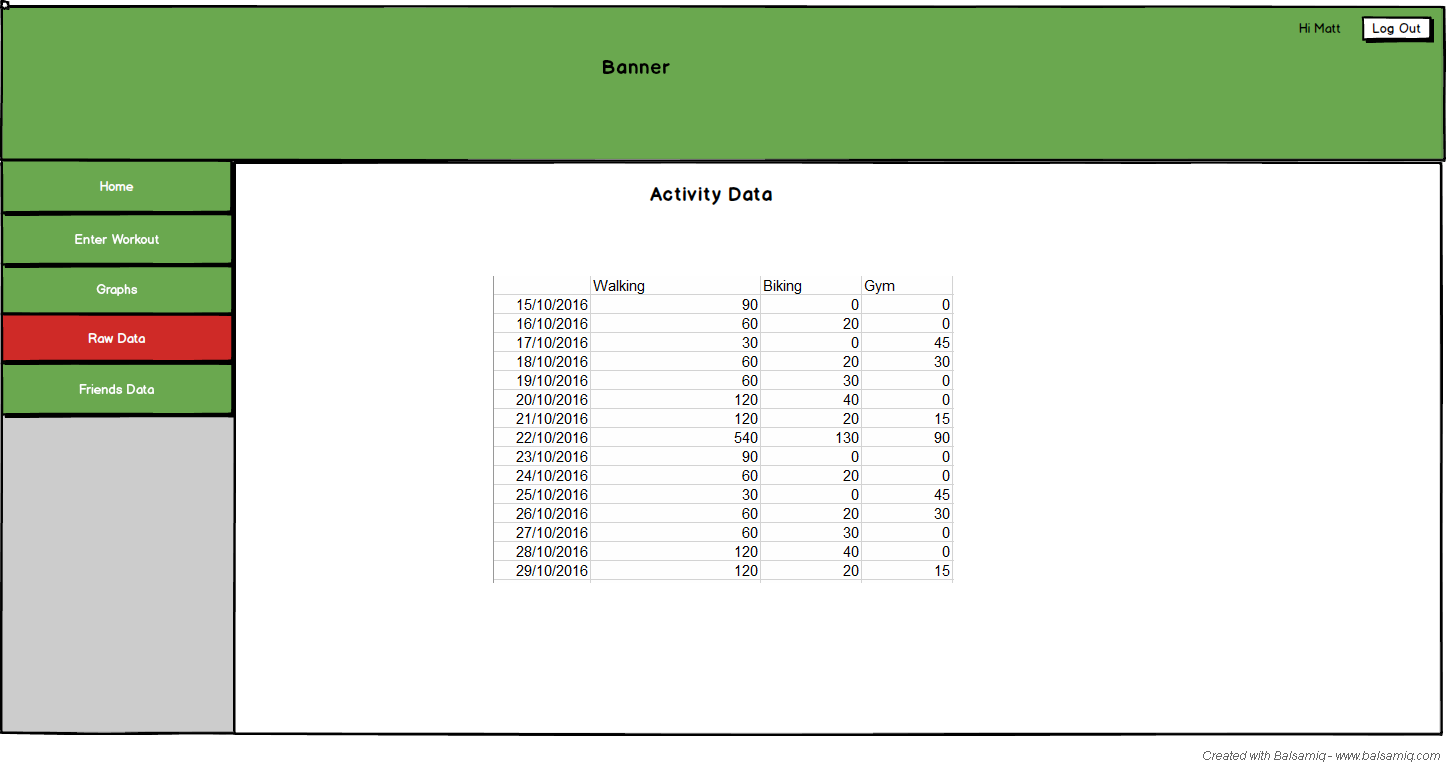 Hi Matt
Log Out
Banner
Home
Enter Workout
Graphs
Raw Data
Friends Data
Activity Data
Walking Biking Gym
15/10/2016 90 0 0
16/10/2016 60 20 0
17/10/2016 30 0 45
18/10/2016 60 20 30
19/10/2016 60 30 0
20/10/2016 120 40 0
21/10/2016 120 20 15
22/10/2016 540 130 90
23/10/2016 90 0 0
24/10/2016 60 20 0
25/10/2016 30 0 45
26/10/2016 60 20 30
27/10/2016 60 30 0
28/10/2016 120 40 0
29/10/2016 120 20 15
Created with Balsamiq - www.balsamiq.com